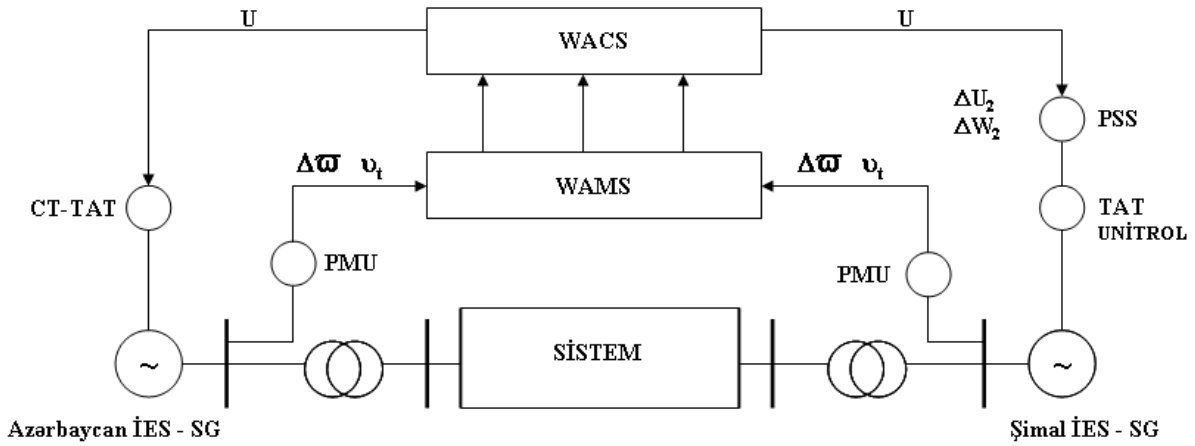 U
U
WACS
ΔU₂
ΔW₂
PSS
Δϖ υₜ
Δϖ υₜ
WAMS
CT-TAT
TAT
UNİTROL
PMU
PMU
SİSTEM
~
~
Azərbaycan İES - SG
Şimal İES - SG